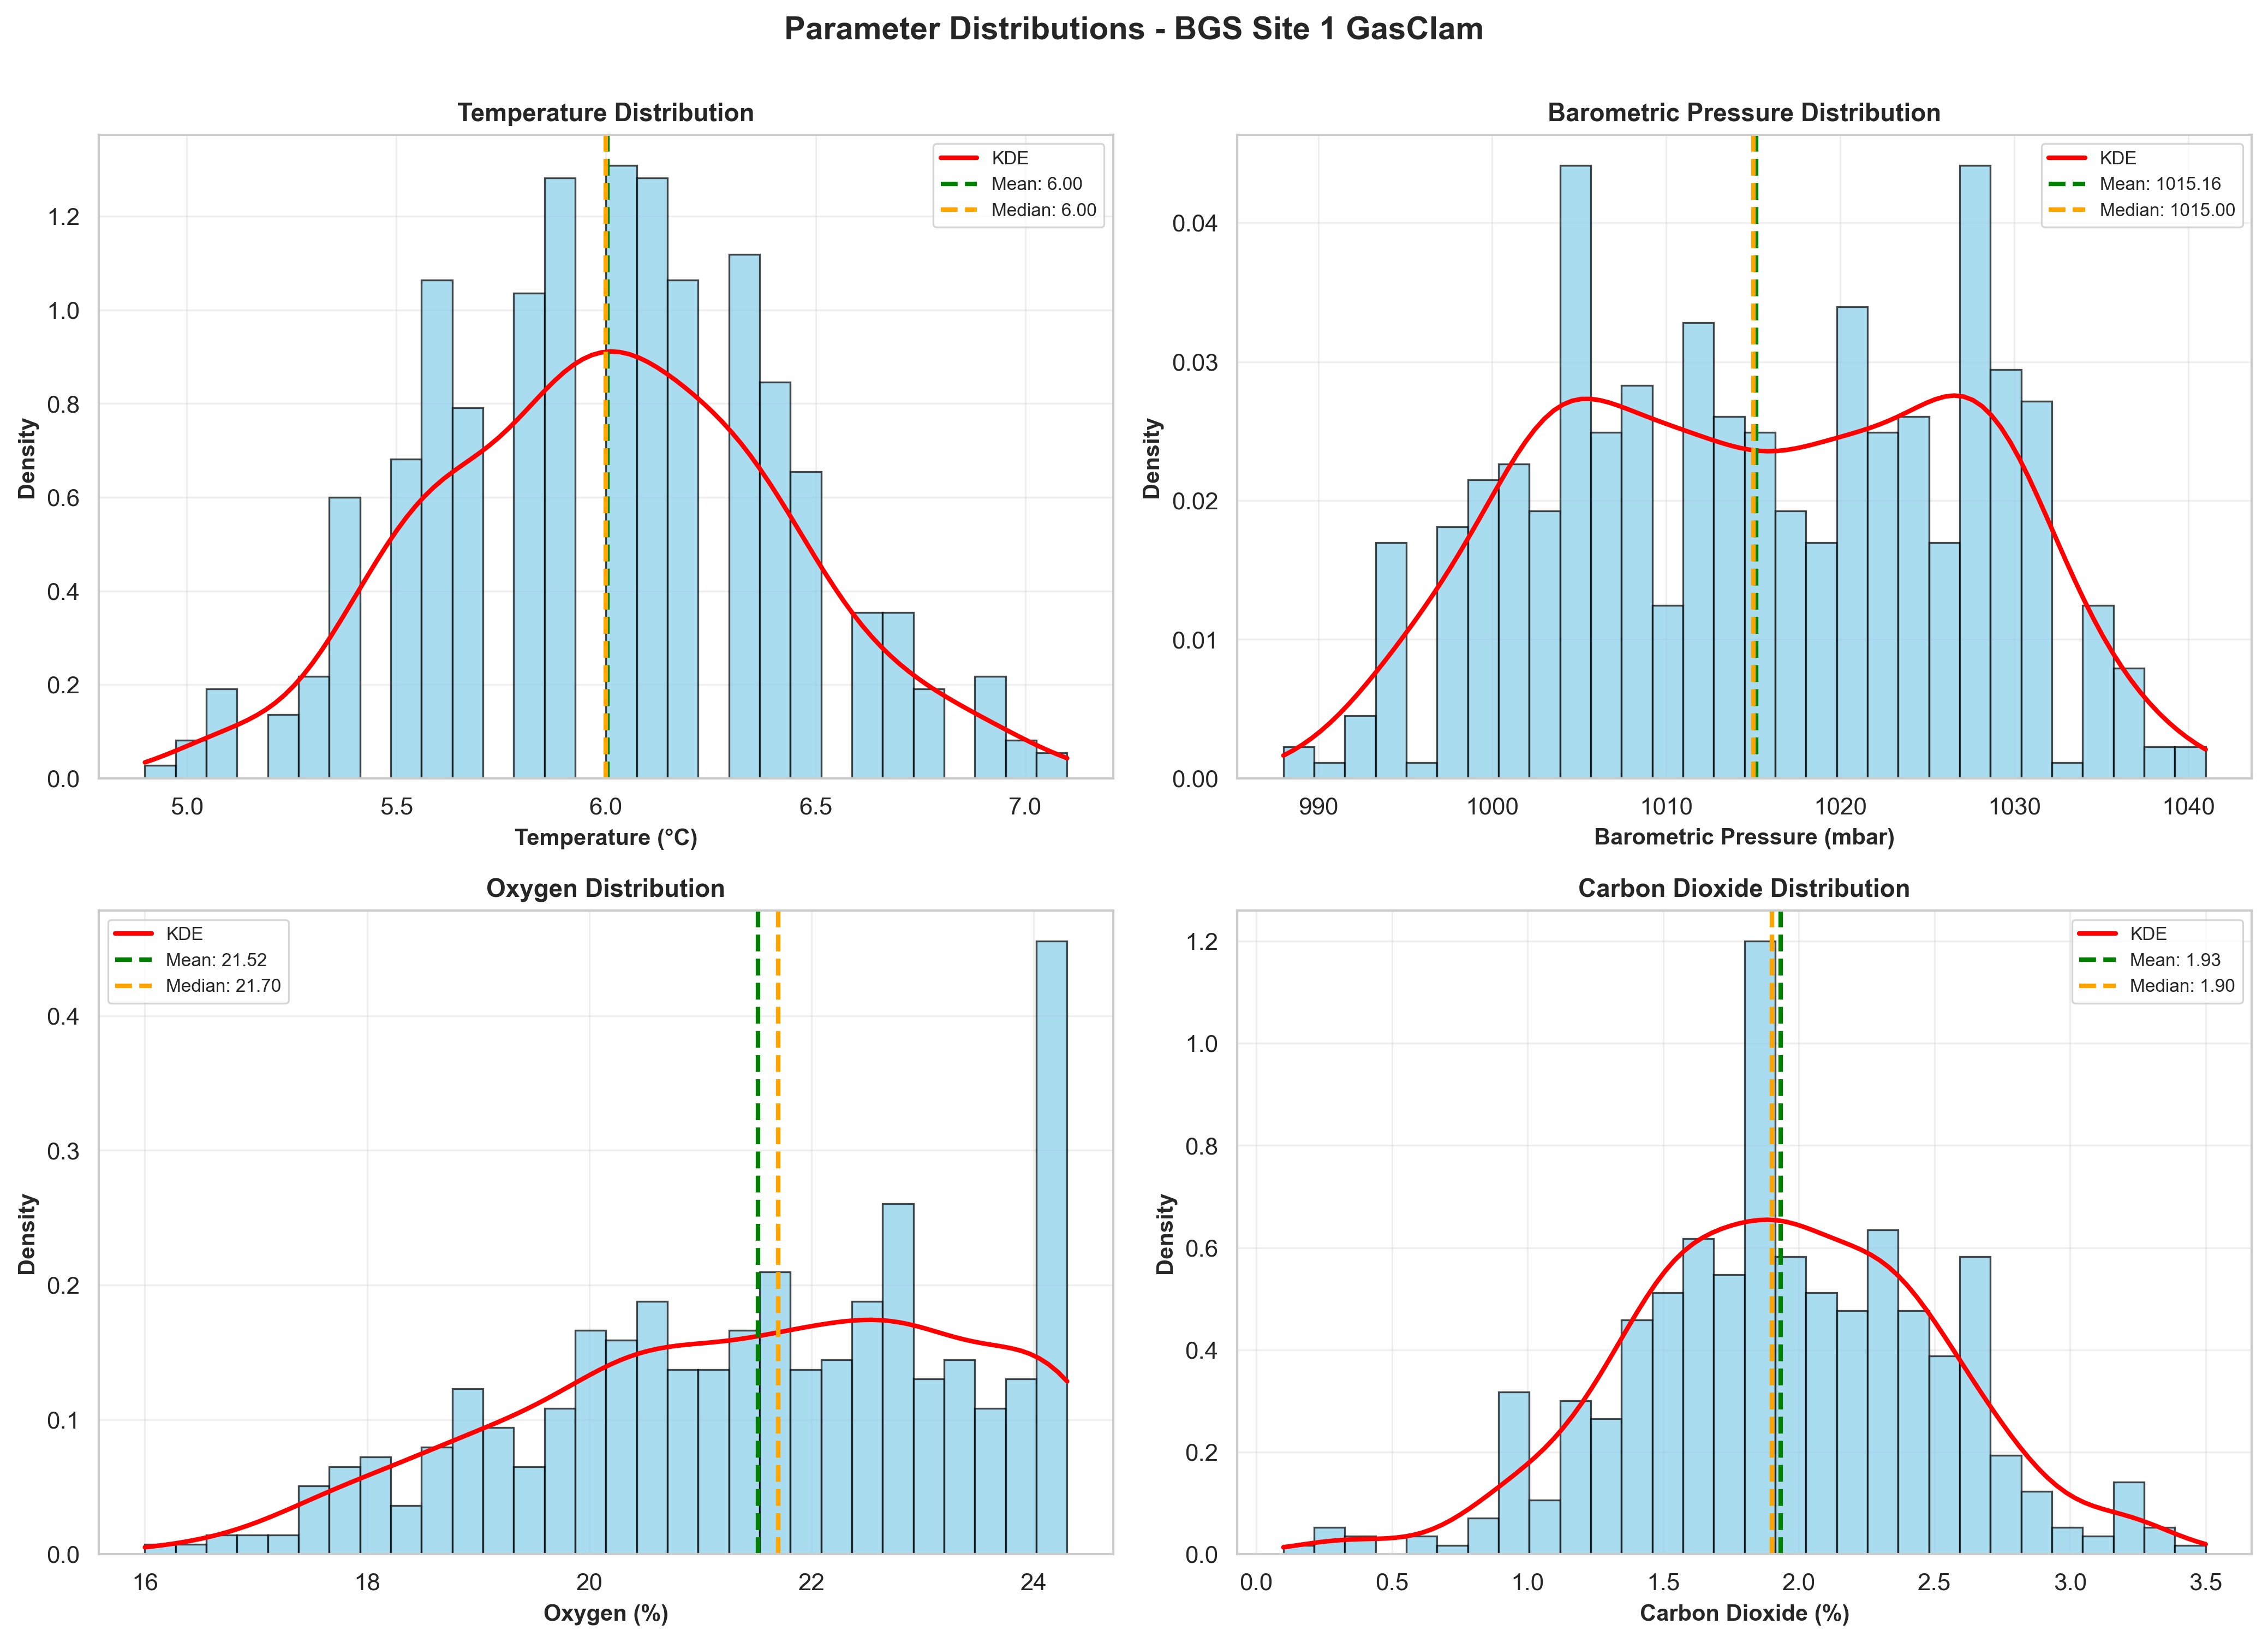 Parameter Distributions - BGS Site 1 GasClam
Temperature Distribution
KDE
Mean: 6.00
Median: 6.00
Density
1.2
1.0
0.8
0.6
0.4
0.2
0.0
5.0 5.5 6.0 6.5 7.0
Temperature (°C)
Barometric Pressure Distribution
KDE
Mean: 1015.16
Median: 1015.00
Density
0.04
0.03
0.02
0.01
0.00
990 1000 1010 1020 1030 1040
Barometric Pressure (mbar)
Oxygen Distribution
KDE
Mean: 21.52
Median: 21.70
Density
0.4
0.3
0.2
0.1
0.0
16 18 20 22 24
Oxygen (%)
Carbon Dioxide Distribution
KDE
Mean: 1.93
Median: 1.90
Density
1.2
1.0
0.8
0.6
0.4
0.2
0.0
0.0 0.5 1.0 1.5 2.0 2.5 3.0 3.5
Carbon Dioxide (%)